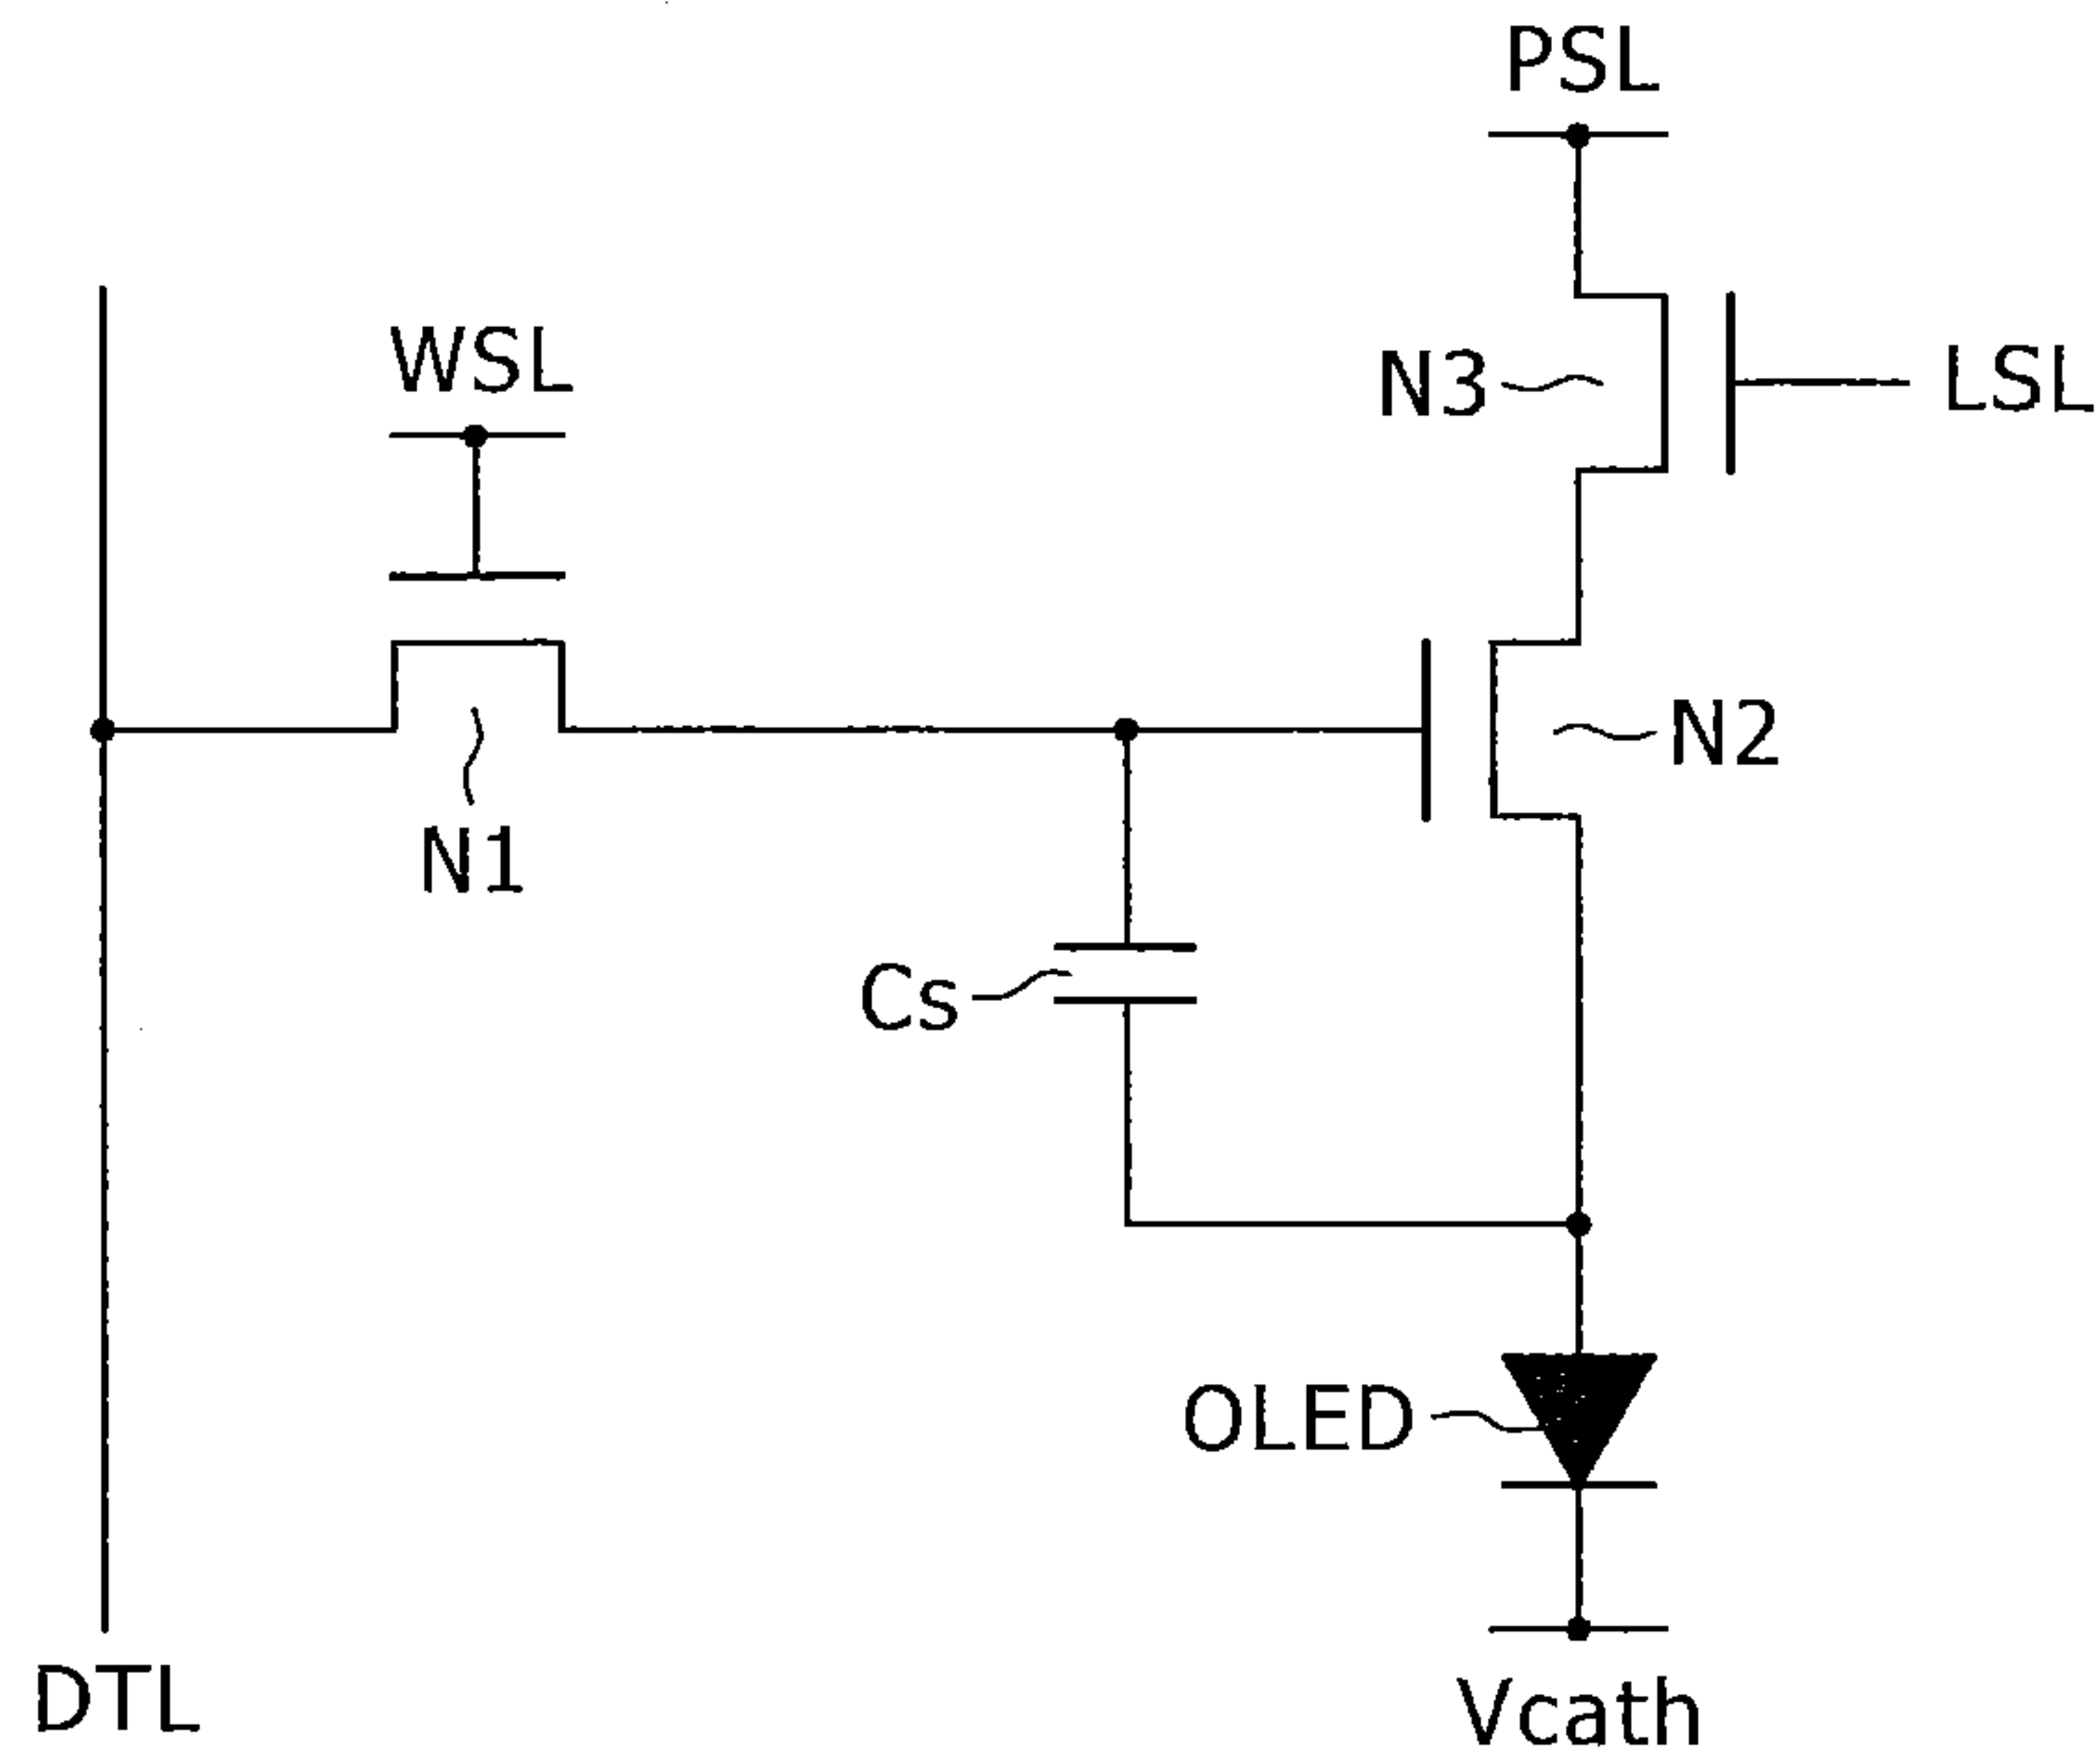 PSL
WSL
N3
LSL
N2
N1
Cs
OLED
DTL
Vcath